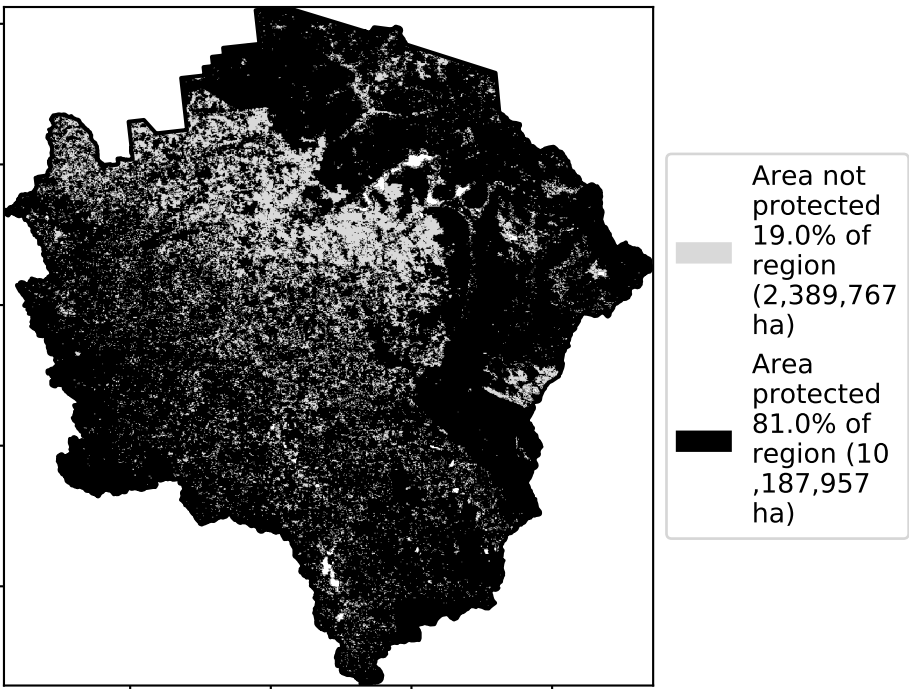 Area not
protected
19.0% of
region
(2,389,767
ha)
Area
protected
81.0% of
region (10
,187,957
ha)